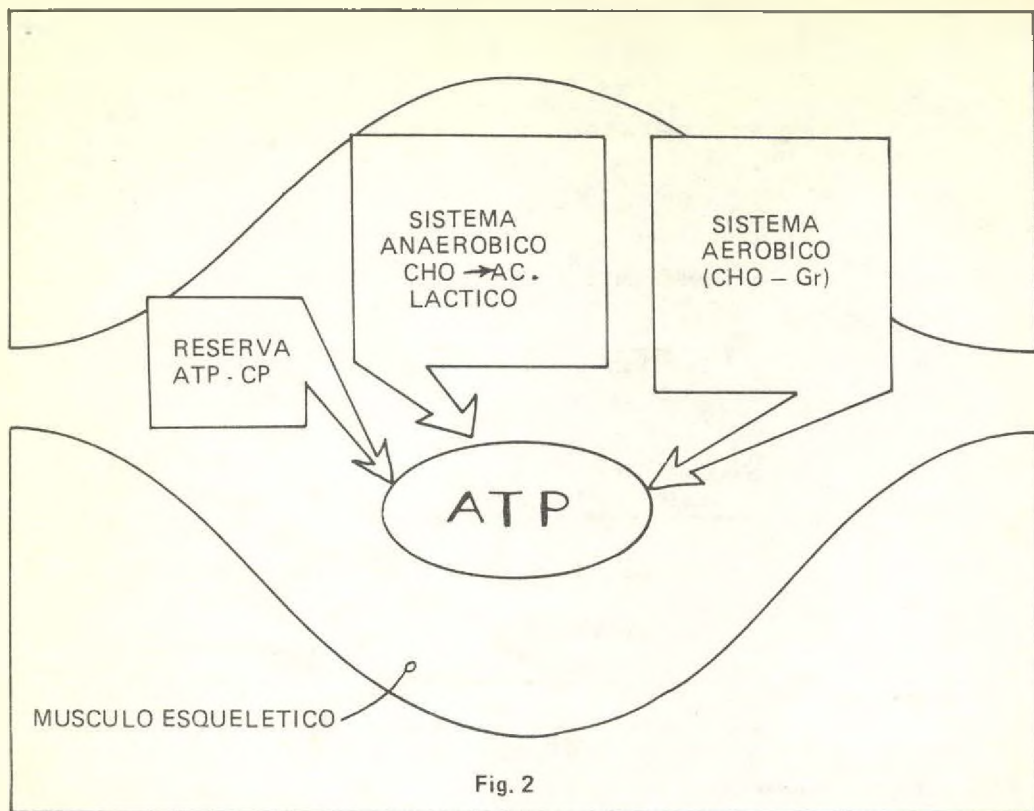 SISTEMA
ANAEROBICO
CHO → AC.
LACTICO
SISTEMA
AEROBICO
(CHO – Gr)
RESERVA
ATP - CP
ATP
MUSCULO ESQUELETICO
Fig. 2